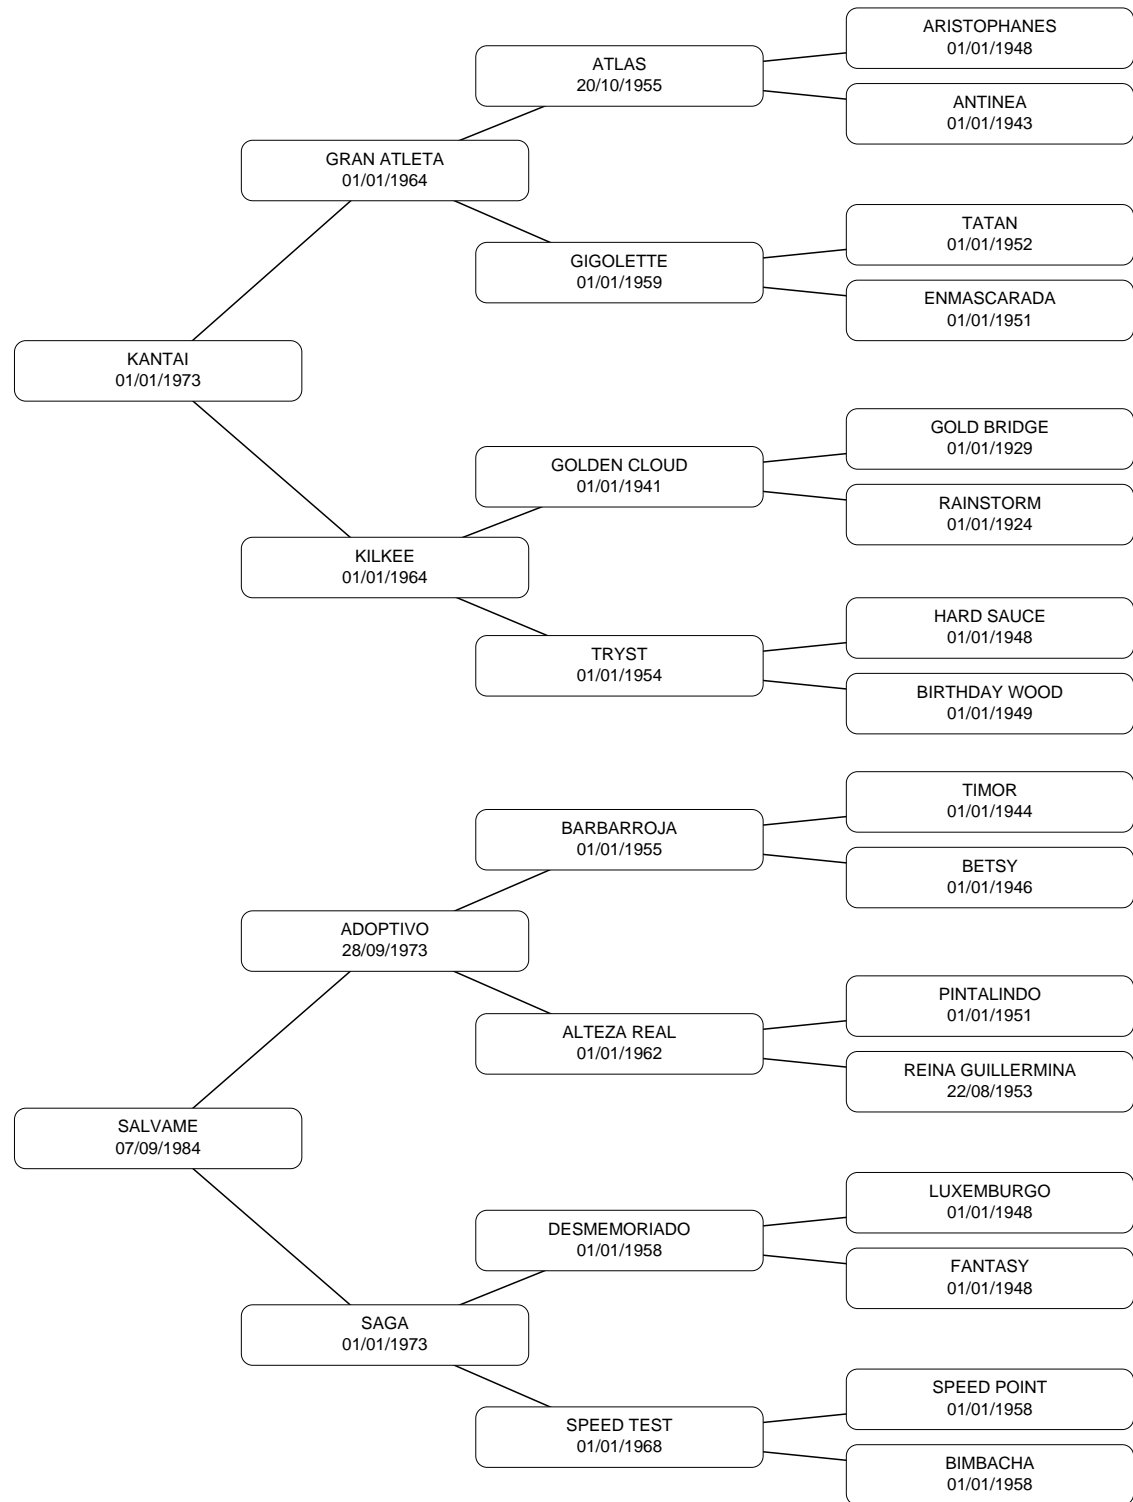 ARISTOPHANES
01/01/1948
ATLAS
20/10/1955
ANTINEA
01/01/1943
GRAN ATLETA
01/01/1964
TATAN
01/01/1952
GIGOLETTE
01/01/1959
ENMASCARADA
01/01/1951
KANTAI
01/01/1973
GOLD BRIDGE
01/01/1929
GOLDEN CLOUD
01/01/1941
RAINSTORM
01/01/1924
KILKEE
01/01/1964
HARD SAUCE
01/01/1948
TRYST
01/01/1954
BIRTHDAY WOOD
01/01/1949
TIMOR
01/01/1944
BARBARROJA
01/01/1955
BETSY
01/01/1946
ADOPTIVO
28/09/1973
PINTALINDO
01/01/1951
ALTEZA REAL
01/01/1962
REINA GUILLERMINA
22/08/1953
SALVAME
07/09/1984
LUXEMBURGO
01/01/1948
DESMEMORIADO
01/01/1958
FANTASY
01/01/1948
SAGA
01/01/1973
SPEED POINT
01/01/1958
SPEED TEST
01/01/1968
BIMBACHA
01/01/1958